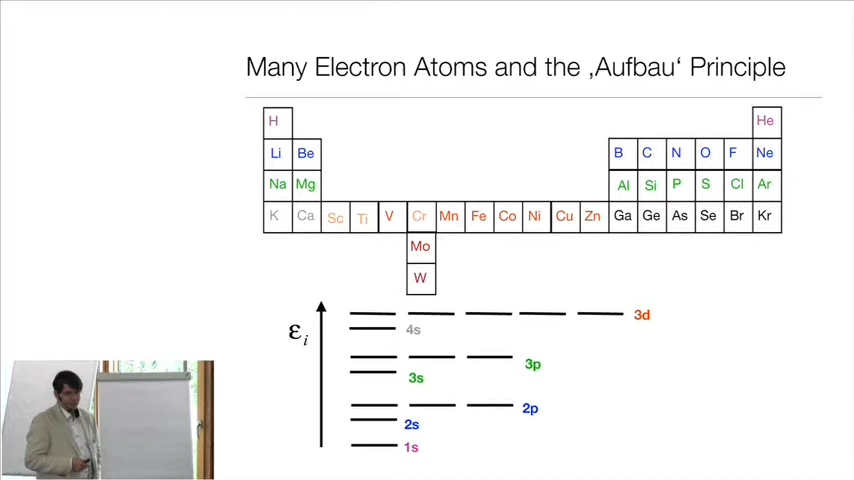 Many Electron Atoms and the ‚Aufbau‘ Principle
H He
Li Be B C N O F Ne
Na Mg Al Si P S Cl Ar
K Ca Sc Ti V Cr Mn Fe Co Ni Cu Zn Ga Ge As Se Br Kr
Mo
W
εi
3d
4s
3p
3s
2p
2s
1s